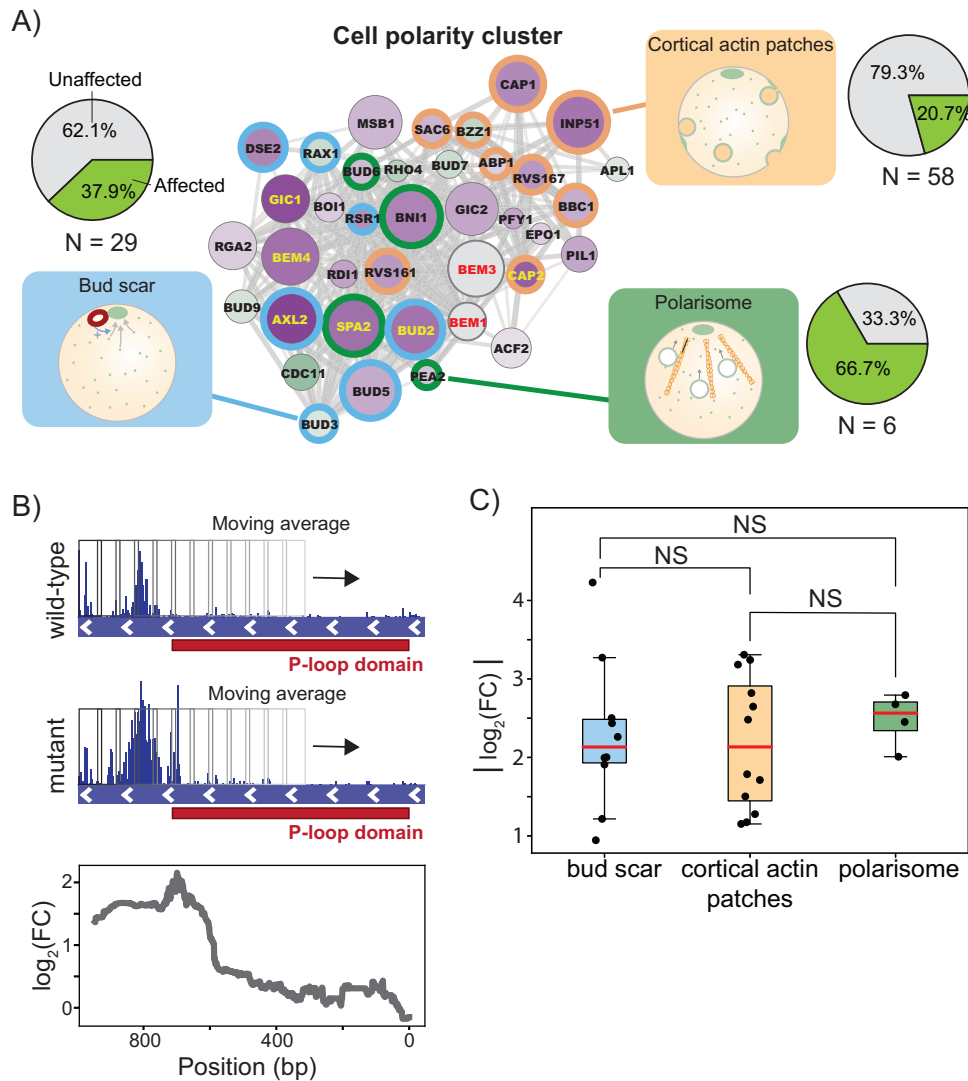 A)
Cell polarity cluster
Cortical actin patches
Unaffected
62.1%
37.9%
Affected
N = 29
79.3%
20.7%
N = 58
CAP1
MSB1
SAC6
BZZ1
INP51
DSE2
RAX1
BUD6
RHO4
BUD7
ABP1
RVS167
APL1
GIC1
BOI1
RSR1
BNI1
GIC2
PFY1
BBC1
EPO1
RGA2
BEM4
RDI1
RVS161
BEM3
CAP2
PIL1
Bud scar
BUD9
AXL2
SPA2
BUD2
BEM1
Polarisome
ACF2
CDC11
BUD5
PEA2
BUD3
33.3%
66.7%
N = 6
B)
Moving average
wild-type
P-loop domain
Moving average
mutant
P-loop domain
log2(FC)
2
1
0
800
400
0
Position (bp)
C)
NS
NS
NS
| log2(FC) |
4
3
2
1
bud scar
cortical actin patches
polarisome